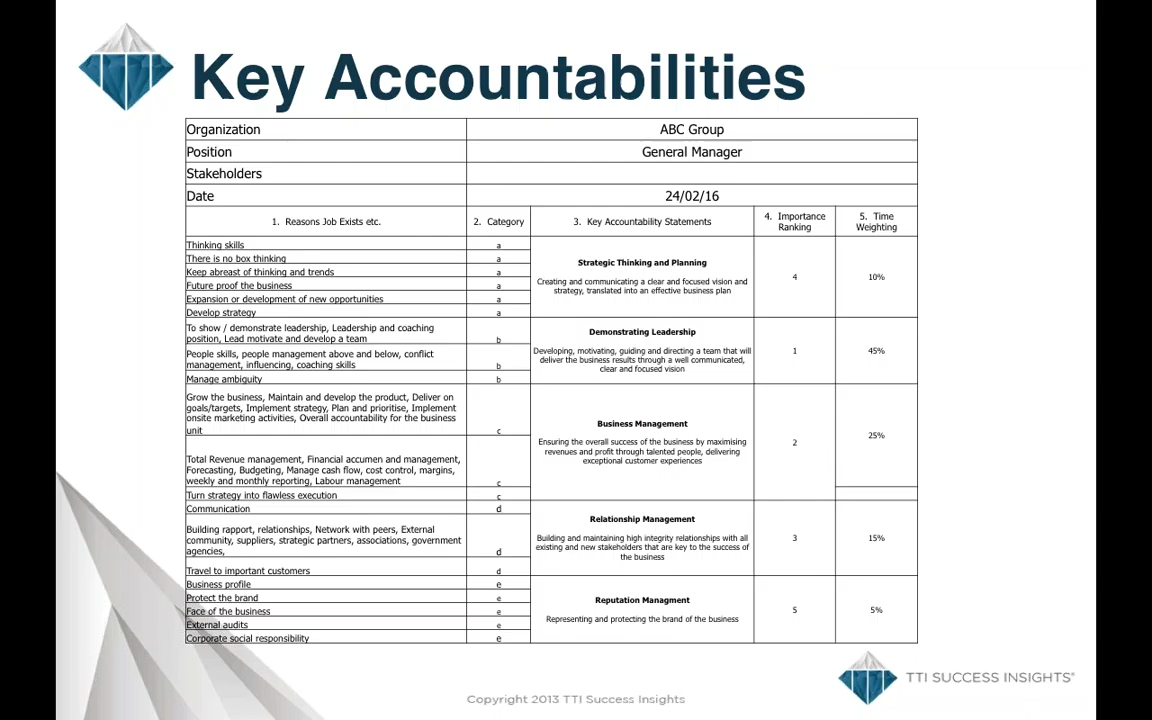 Key Accountabilities
Organization
ABC Group
Position
General Manager
Stakeholders
Date
24/02/16
1. Reasons Job Exists etc.
2. Category
3. Key Accountability Statements
4. Importance
Ranking
5. Time
Weighting
Thinking skills
a
There is no box thinking
a
Keep abreast of thinking and trends
a
Future proof the business
a
Expansion or development of new opportunities
a
Develop strategy
a
Strategic Thinking and Planning
Creating and communicating a clear and focused vision and
strategy, translated into an effective business plan
4
10%
To show / demonstrate leadership, Leadership and coaching
position, Lead motivate and develop a team
b
People skills, people management above and below, conflict
management, influencing, coaching skills
b
Manage ambiguity
b
Demonstrating Leadership
Developing, motivating, guiding and directing a team that will
deliver the business results through a well communicated,
clear and focused vision
1
45%
Grow the business, Maintain and develop the product, Deliver on
goals/targets, Implement strategy, Plan and prioritise, Implement
onsite marketing activities, Overall accountability for the business
unit
c
Total Revenue management, Financial accumen and management,
Forecasting, Budgeting, Manage cash flow, cost control, margins,
weekly and monthly reporting, Labour management
c
Turn strategy into flawless execution
c
Business Management
Ensuring the overall success of the business by maximising
revenues and profit through talented people, delivering
exceptional customer experiences
2
25%
Communication
d
Building rapport, relationships, Network with peers, External
community, suppliers, strategic partners, associations, government
agencies,
d
Travel to important customers
d
Relationship Management
Building and maintaining high integrity relationships with all
existing and new stakeholders that are key to the success of
the business
3
15%
Business profile
e
Protect the brand
e
Face of the business
e
External audits
e
Corporate social responsibility
e
Reputation Managment
Representing and protecting the brand of the business
5
5%
TTI SUCCESS INSIGHTS®
Copyright 2013 TTI Success Insights